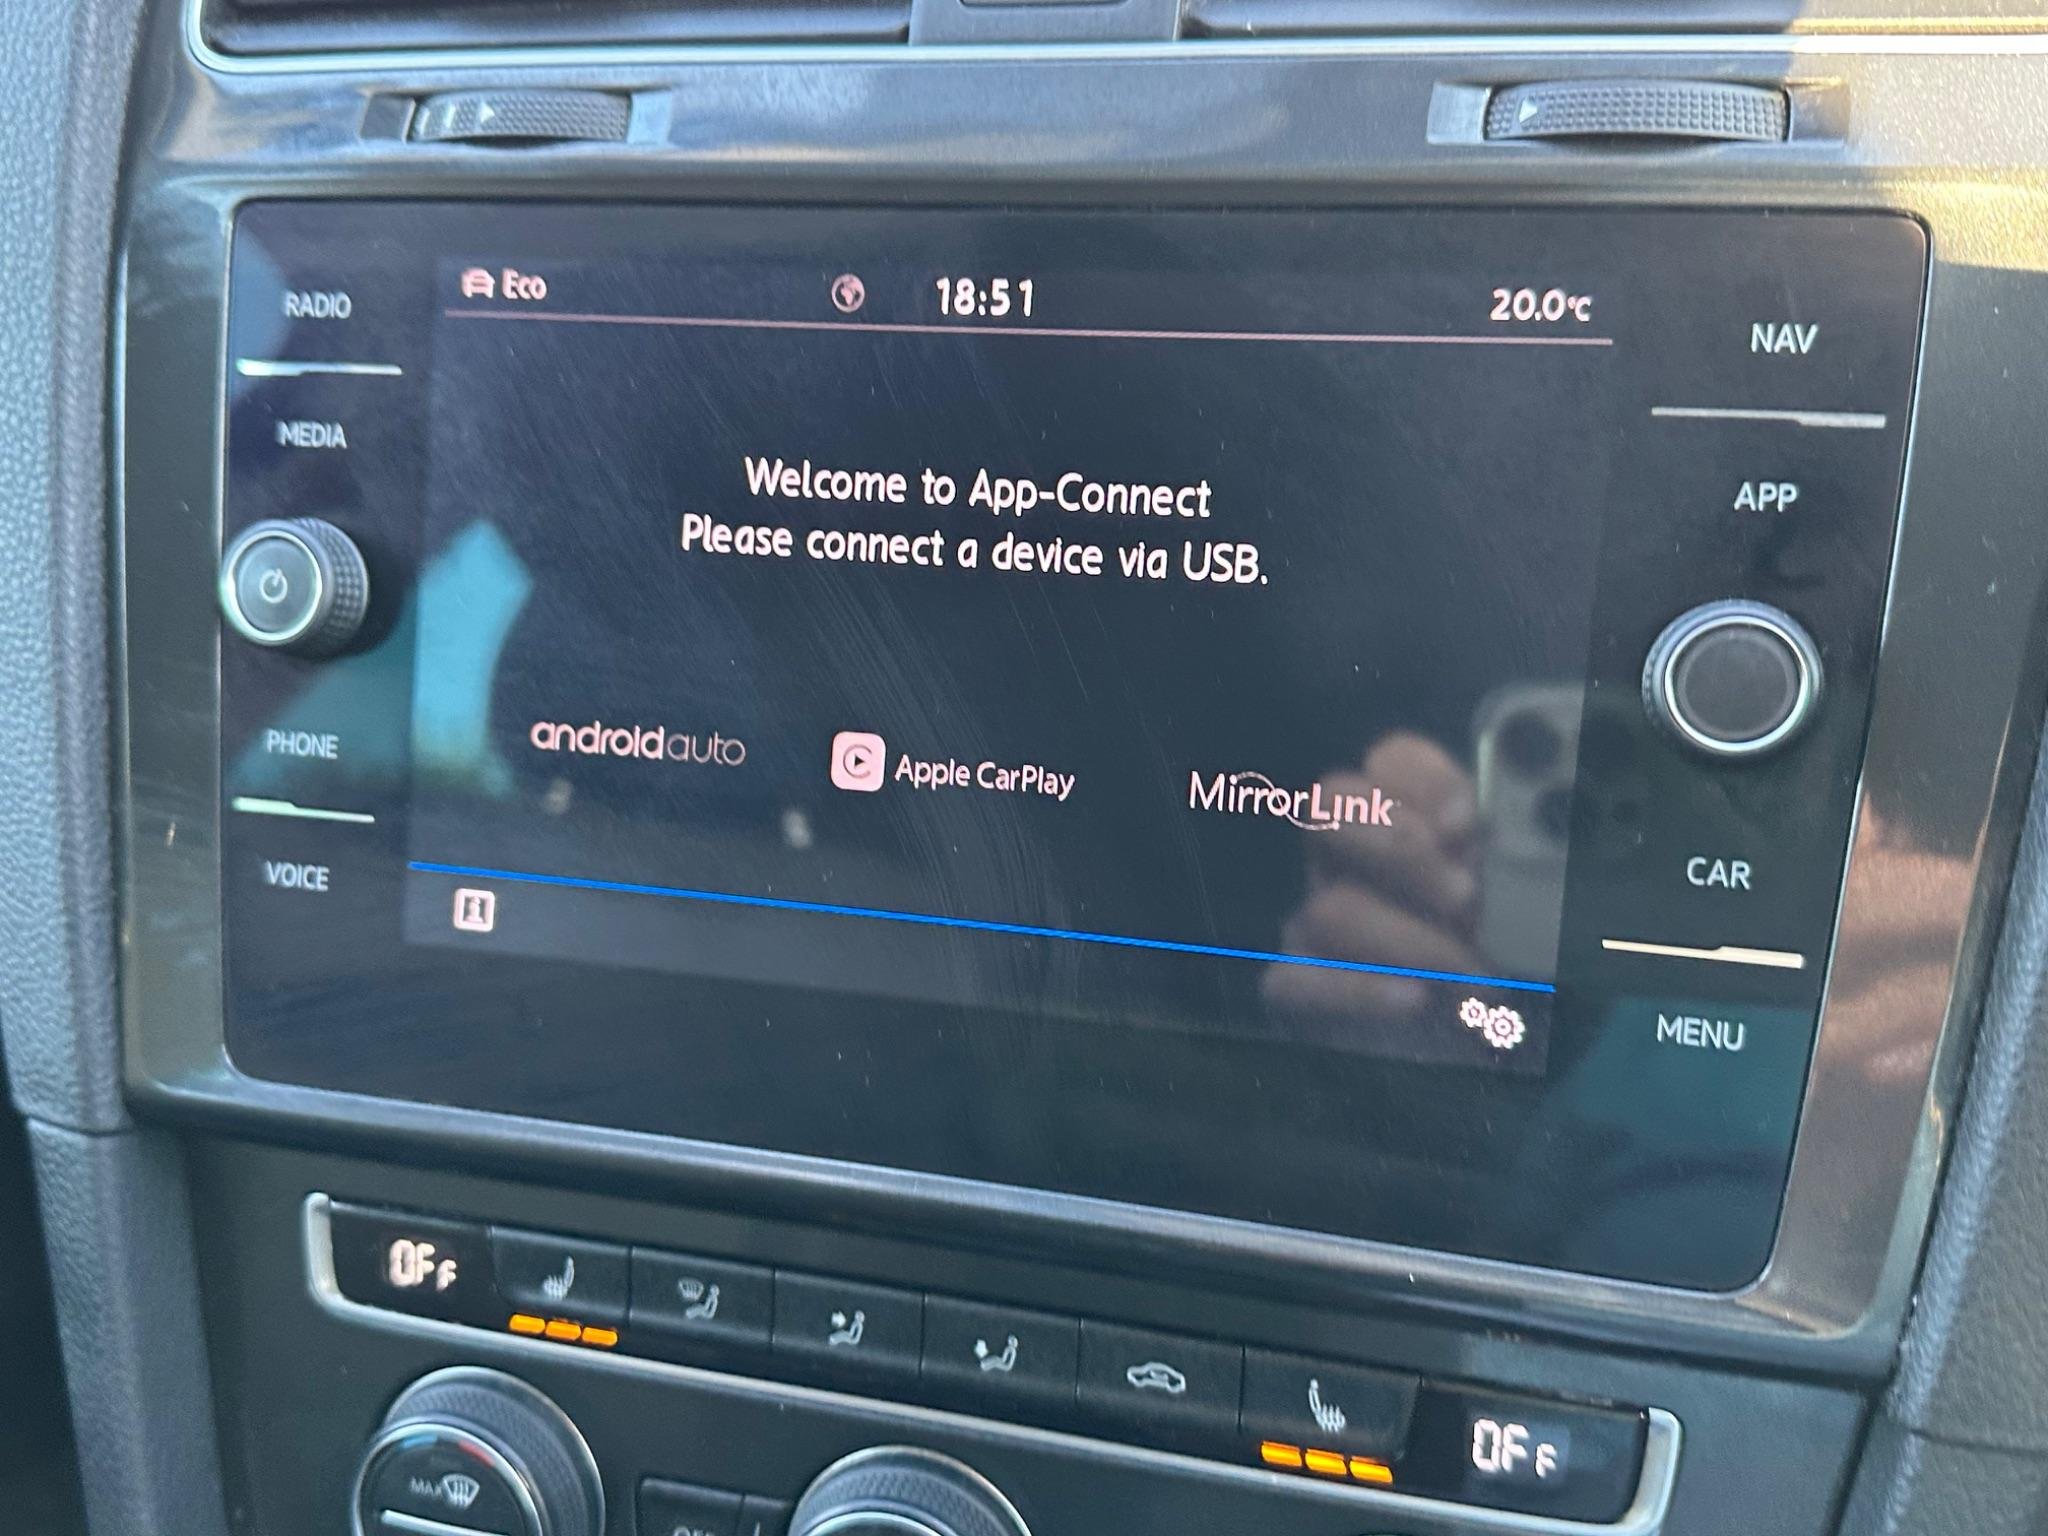 Eco
18:51
20.0°C
RADIO
MEDIA
PHONE
VOICE
NAV
APP
CAR
MENU
Welcome to App-Connect
Please connect a device via USB.
androidauto
Apple CarPlay
MirrorLink
OFF
OFF
MAX